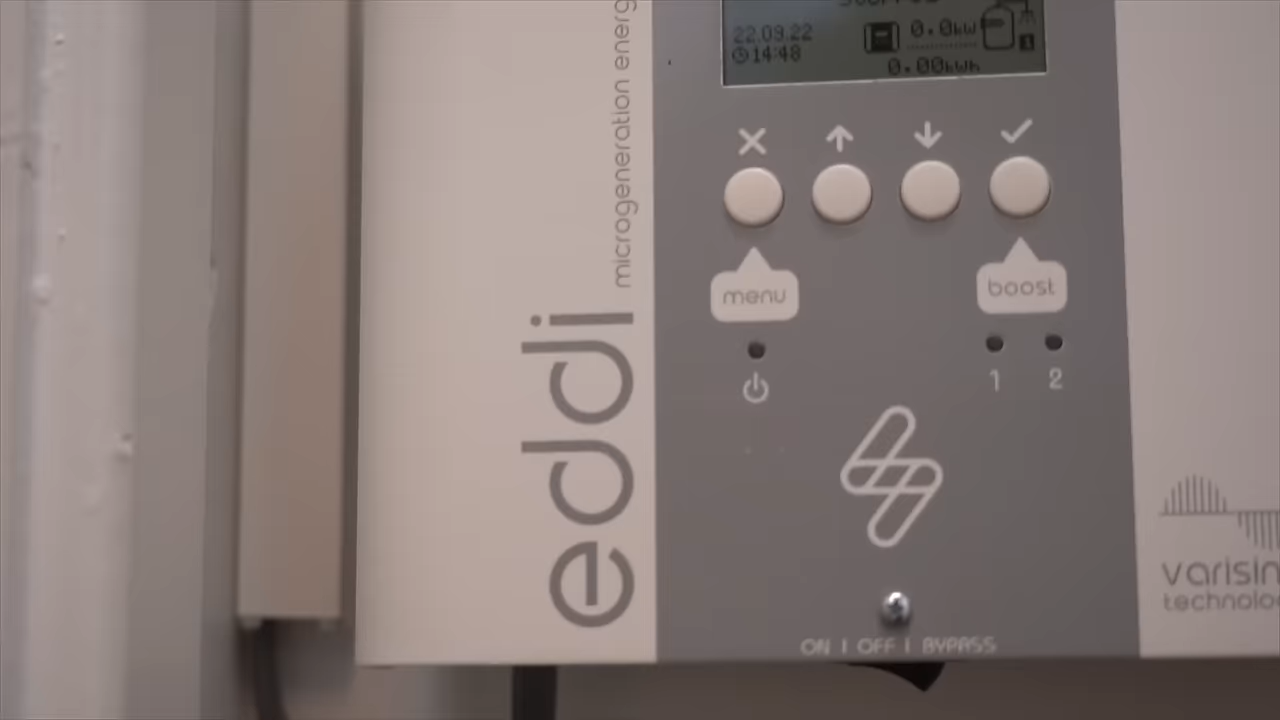 22.09.22
14:48
0.0kW
0.00kWh
menu
boost
1 2
eddi
microgeneration energ
varisin
technolo
ON | OFF | BYPASS